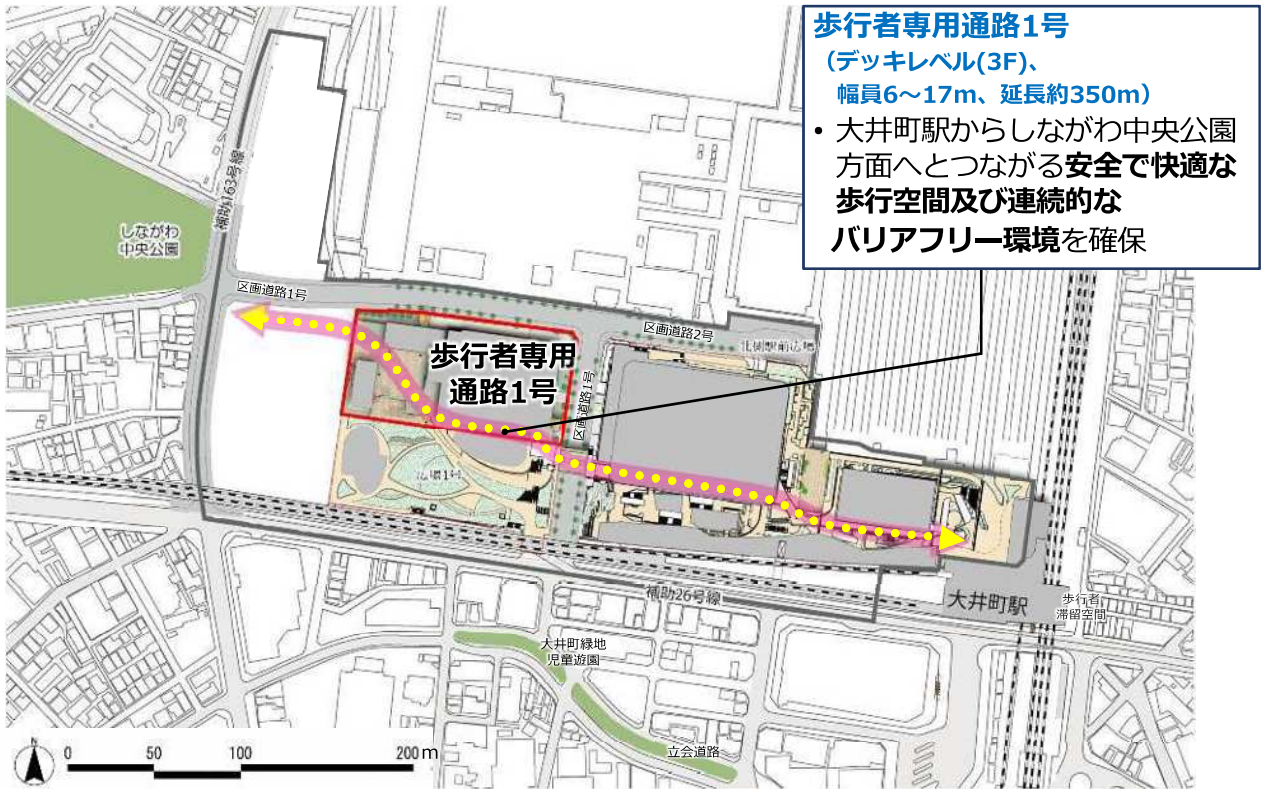 歩行者専用通路1号
（デッキレベル(3F)、
幅員6～17m、延長約350m）
• 大井町駅からしながわ中央公園
方面へとつながる安全で快適な
歩行空間及び連続的な
バリアフリー環境を確保
補助163号線
しながわ
中央公園
区画道路1号
区画道路2号
北側駅前広場
歩行者専用
通路1号
区画道路1号
広場1号
補助26号線
大井町駅
歩行者
滞留空間
大井町緑地
児童遊園
立会道路
N
0 50 100 200m